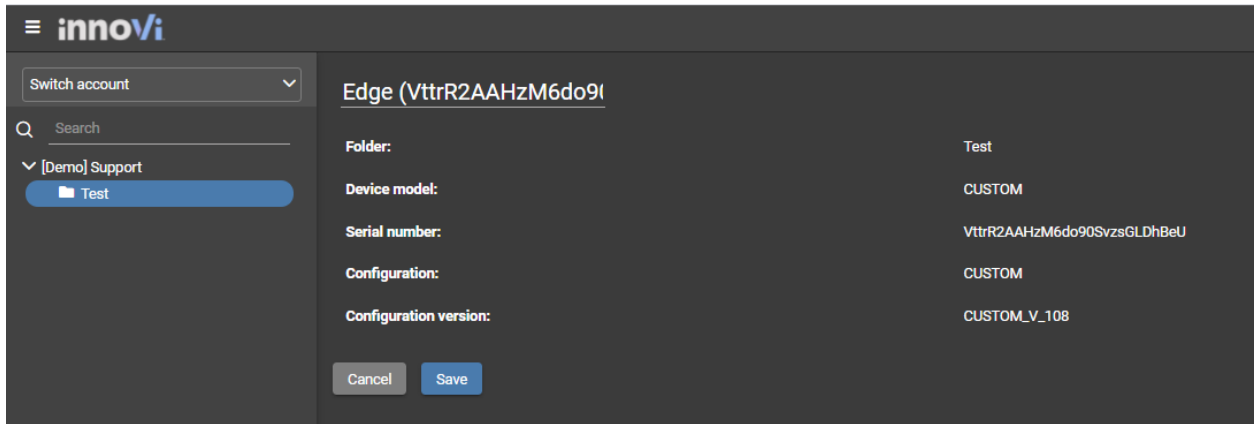 ≡ innoVi
Switch account
Search
[Demo] Support
Test
Edge (VttrR2AAHzM6do90
Folder: Test
Device model: CUSTOM
Serial number: VttrR2AAHzM6do90SvzsGLDhBeU
Configuration: CUSTOM
Configuration version: CUSTOM_V_108
Cancel Save